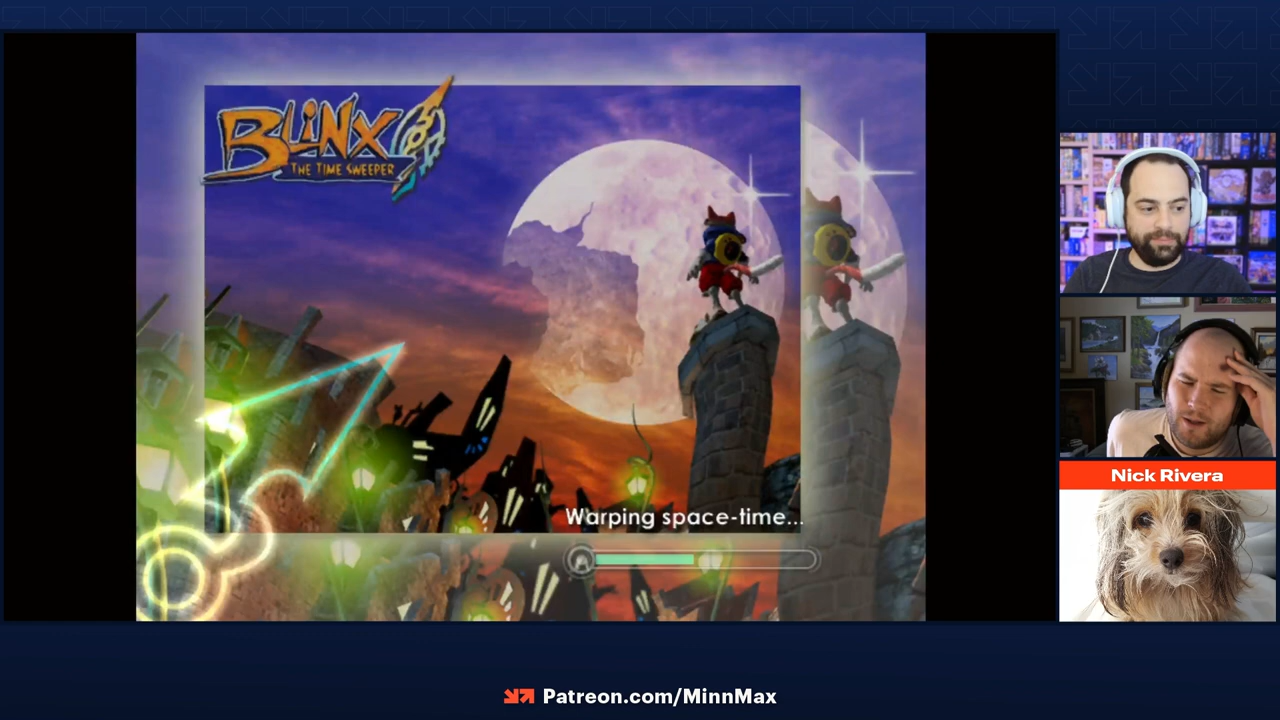 BLiNX
THE TIME SWEEPER
Warping space-time...
Nick Rivera
Patreon.com/MinnMax